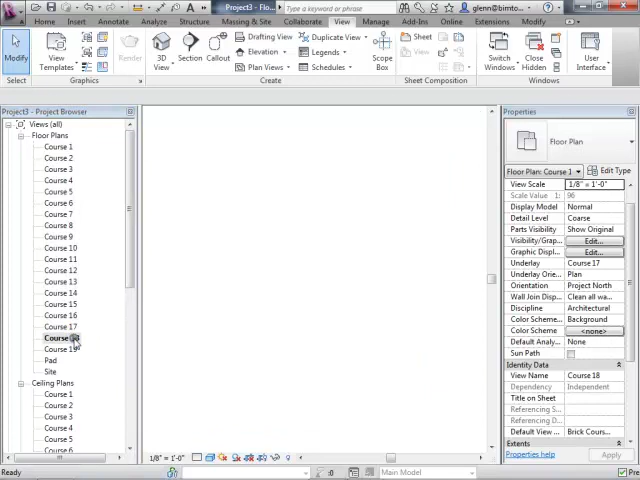 Project3 - Flo...
Type a keyword or phrase
glenn@bimto...
Insert Annotate Analyze Structure Massing & Site Collaborate View Manage Add-Ins Online Extensions Modify
Modify
View
Templates
Render
3D
View
Section
Callout
Drafting View
Elevation
Plan Views
Duplicate View
Legends
Schedules
Scope
Box
Sheet
View
Switch
Windows
Close
Hidden
User
Interface
Select Graphics Create Sheet Composition Windows
Project3 - Project Browser
Views (all)
Floor Plans
Course 1
Course 2
Course 3
Course 4
Course 5
Course 6
Course 7
Course 8
Course 9
Course 10
Course 11
Course 12
Course 13
Course 14
Course 15
Course 16
Course 17
Course 18
Course 19
Pad
Site
Ceiling Plans
Course 1
Course 2
Course 3
Course 4
Course 5
Course 6
Properties
Floor Plan
Floor Plan: Course 1 Edit Type
View Scale 1/8" = 1'-0"
Scale Value 1: 96
Display Model Normal
Detail Level Coarse
Parts Visibility Show Original
Visibility/Grap... Edit...
Graphic Displ... Edit...
Underlay Course 17
Underlay Orie... Plan
Orientation Project North
Wall Join Disp... Clean all wa...
Discipline Architectural
Color Scheme... Background
Color Scheme <none>
Default Analy... None
Sun Path
Identity Data
View Name Course 18
Dependency Independent
Title on Sheet
Referencing S...
Referencing D...
Default View... Brick Cours...
Extents
Properties help Apply
1/8" = 1'-0"
Ready :0 Main Model Pre